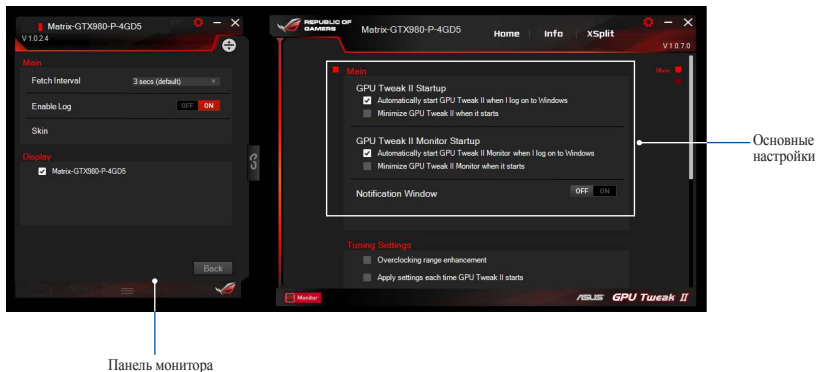 Matrix-GTX980-P-4GD5
V 1.0.2.4
Main
Fetch Interval
3 secs (default)
Enable Log
OFF ON
Skin
Display
Matrix-GTX980-P-4GD5
Back
REPUBLIC OF
GAMERS
Matrix-GTX980-P-4GD5
Home
Info
XSplit
V 1.0.7.0
Main
Main
GPU Tweak II Startup
Automatically start GPU Tweak II when I log on to Windows
Minimize GPU Tweak II when it starts
GPU Tweak II Monitor Startup
Automatically start GPU Tweak II Monitor when I log on to Windows
Minimize GPU Tweak II Monitor when it starts
Notification Window
OFF ON
Tuning Settings
Overclocking range enhancement
Apply settings each time GPU Tweak II starts
Monitor
ASUS GPU Tweak II
Основные
настройки
Панель монитора